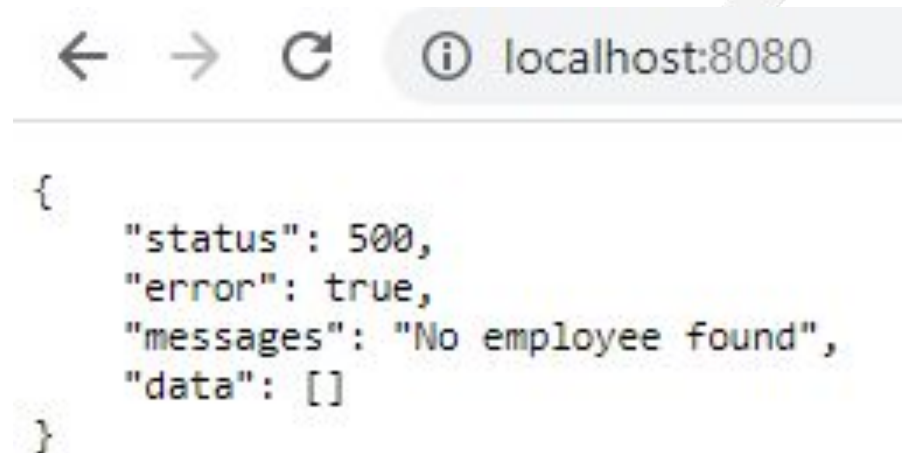 localhost:8080
{
"status": 500,
"error": true,
"messages": "No employee found",
"data": []
}